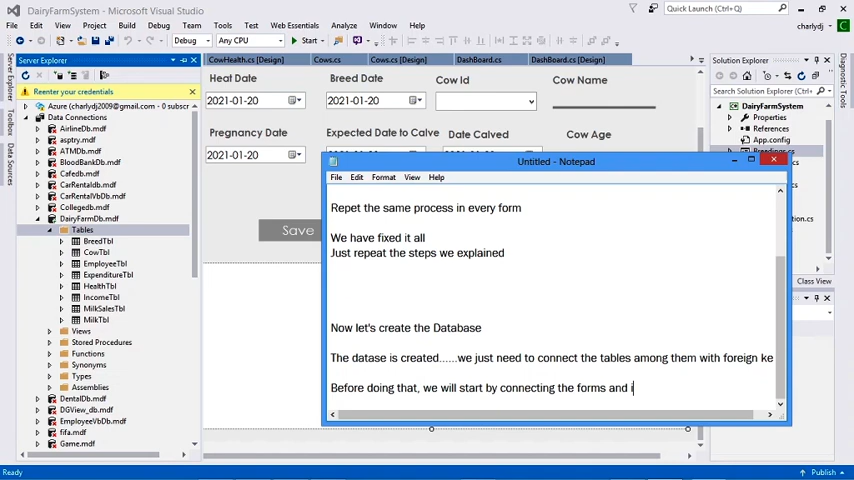 DairyFarmSystem - Microsoft Visual Studio
Quick Launch (Ctrl+Q)
File Edit View Project Build Debug Team Tools Test Web Essentials Analyze Window Help
charlydj
Debug Any CPU Start
Server Explorer
CowHealth.cs [Design] Cows.cs Cows.cs [Design] DashBoard.cs DashBoard.cs [Design]
Solution Explorer
Reenter your credentials
Toolbox
Data Sources
Diagnostic Tools
Azure (charlydj2009@gmail.com - 0 subscr
Data Connections
AirlineDb.mdf
asptry.mdf
ATMDb.mdf
BloodBankDb.mdf
Cafedb.mdf
CarRentaldb.mdf
CarRentalVbDb.mdf
Collegedb.mdf
DairyFarmDb.mdf
Tables
BreedTbl
CowTbl
EmployeeTbl
ExpenditureTbl
HealthTbl
IncomeTbl
MilkSalesTbl
MilkTbl
Views
Stored Procedures
Functions
Synonyms
Types
Assemblies
DentalDb.mdf
DGView_db.mdf
EmployeeVbDb.mdf
fifa.mdf
Game.mdf
Heat Date Breed Date Cow Id Cow Name
2021-01-20 2021-01-20
Pregnancy Date Expected Date to Calve Date Calved Cow Age
2021-01-20
Save
Untitled - Notepad
File Edit Format View Help
Repet the same process in every form
We have fixed it all
Just repeat the steps we explained
Now let's create the Database
The datase is created......we just need to connect the tables among them with foreign ke
Before doing that, we will start by connecting the forms and i
Search Solution Explorer
DairyFarmSystem
Properties
References
App.config
Breedings.cs
Ready
Publish